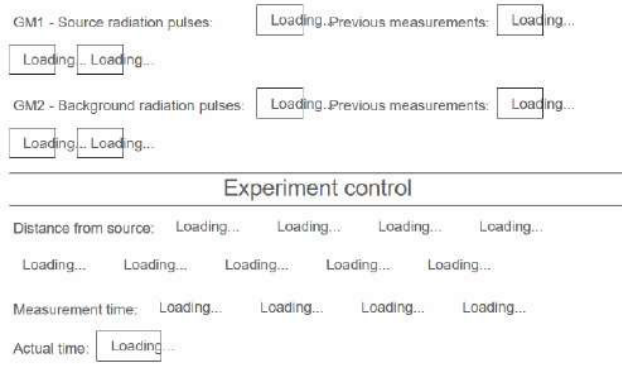 GM1 - Source radiation pulses: Loading... Previous measurements: Loading...
Loading... Loading...
GM2 - Background radiation pulses: Loading... Previous measurements: Loading...
Loading... Loading...
Experiment control
Distance from source: Loading... Loading... Loading... Loading...
Loading... Loading... Loading... Loading... Loading...
Measurement time: Loading... Loading... Loading... Loading...
Actual time: Loading...